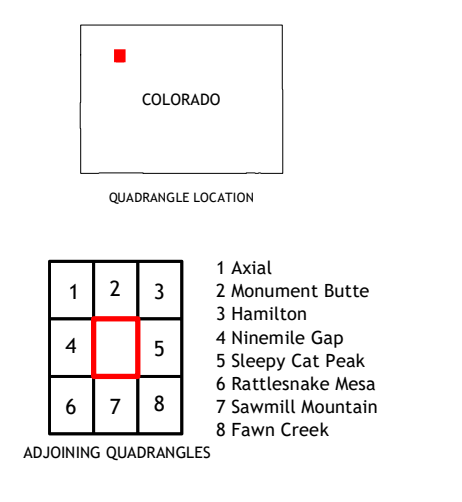 COLORADO
QUADRANGLE LOCATION
1 2 3
4 5
6 7 8
ADJOINING QUADRANGLES
1 Axial
2 Monument Butte
3 Hamilton
4 Ninemile Gap
5 Sleepy Cat Peak
6 Rattlesnake Mesa
7 Sawmill Mountain
8 Fawn Creek